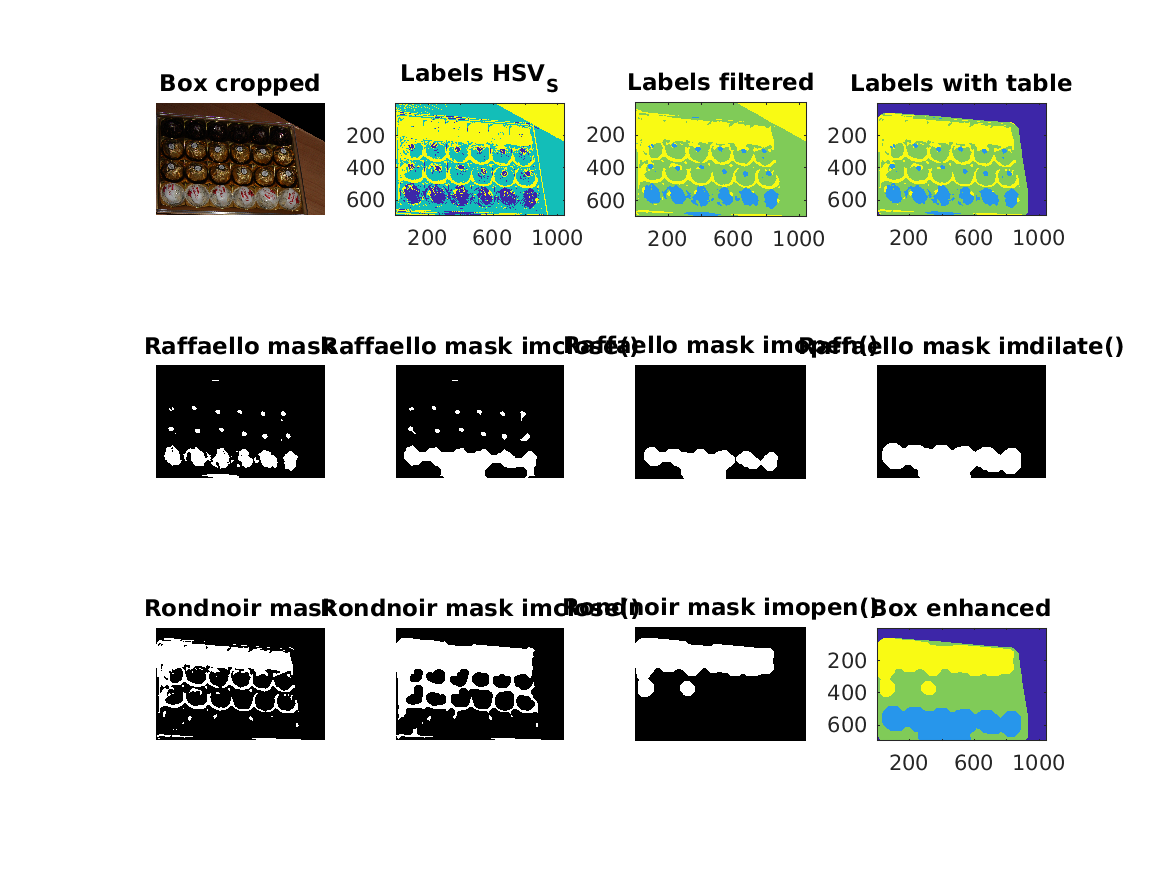 Box cropped
Labels HSV_S
Labels filtered
Labels with table
200
400
600
200 600 1000
200
400
600
200 600 1000
200
400
600
200 600 1000
Raffaello mask
Raffaello mask imclose()
Raffaello mask imopen()
Raffaello mask imdilate()
Rondnoir mask
Rondnoir mask imclose()
Rondnoir mask imopen()
Box enhanced
200
400
600
200 600 1000